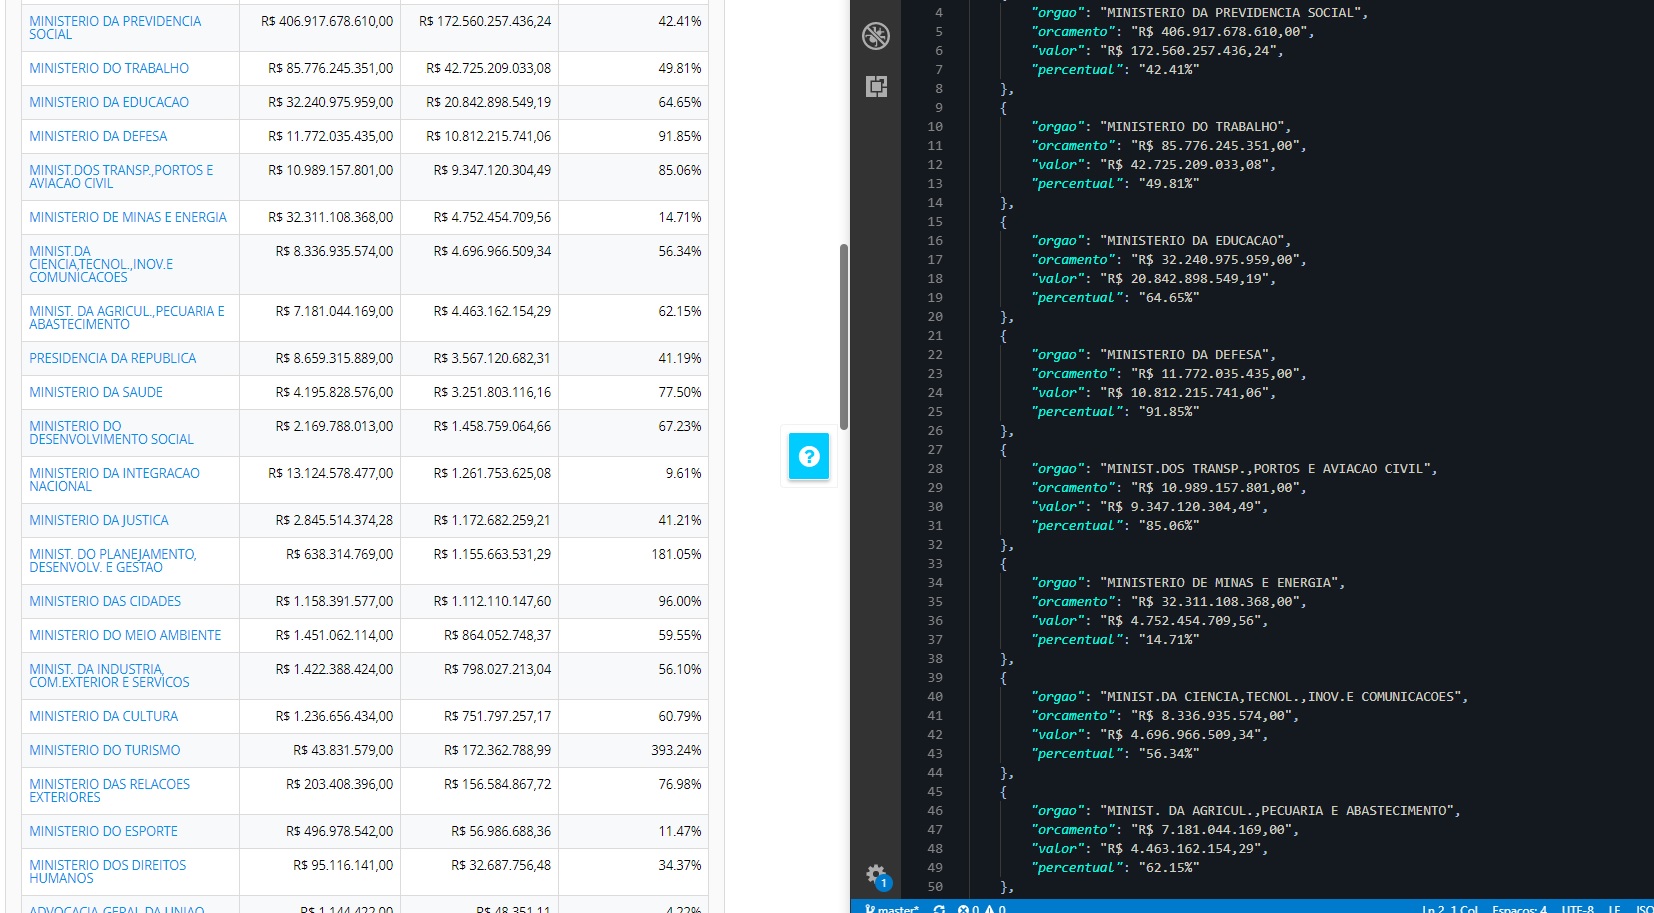 MINISTERIO DA PREVIDENCIA SOCIAL R$ 406.917.678.610,00 R$ 172.560.257.436,24 42.41%
MINISTERIO DO TRABALHO R$ 85.776.245.351,00 R$ 42.725.209.033,08 49.81%
MINISTERIO DA EDUCACAO R$ 32.240.975.959,00 R$ 20.842.898.549,19 64.65%
MINISTERIO DA DEFESA R$ 11.772.035.435,00 R$ 10.812.215.741,06 91.85%
MINIST.DOS TRANSP.,PORTOS E AVIACAO CIVIL R$ 10.989.157.801,00 R$ 9.347.120.304,49 85.06%
MINISTERIO DE MINAS E ENERGIA R$ 32.311.108.368,00 R$ 4.752.454.709,56 14.71%
MINIST.DA CIENCIA,TECNOL.,INOV.E COMUNICACOES R$ 8.336.935.574,00 R$ 4.696.966.509,34 56.34%
MINIST. DA AGRICUL.,PECUARIA E ABASTECIMENTO R$ 7.181.044.169,00 R$ 4.463.162.154,29 62.15%
PRESIDENCIA DA REPUBLICA R$ 8.659.315.889,00 R$ 3.567.120.682,31 41.19%
MINISTERIO DA SAUDE R$ 4.195.828.576,00 R$ 3.251.803.116,16 77.50%
MINISTERIO DO DESENVOLVIMENTO SOCIAL R$ 2.169.788.013,00 R$ 1.458.759.064,66 67.23%
MINISTERIO DA INTEGRACAO NACIONAL R$ 13.124.578.477,00 R$ 1.261.753.625,08 9.61%
MINISTERIO DA JUSTICA R$ 2.845.514.374,28 R$ 1.172.682.259,21 41.21%
MINIST. DO PLANEJAMENTO, DESENVOLV. E GESTAO R$ 638.314.769,00 R$ 1.155.663.531,29 181.05%
MINISTERIO DAS CIDADES R$ 1.158.391.577,00 R$ 1.112.110.147,60 96.00%
MINISTERIO DO MEIO AMBIENTE R$ 1.451.062.114,00 R$ 864.052.748,37 59.55%
MINIST. DA INDUSTRIA, COM.EXTERIOR E SERVICOS R$ 1.422.388.424,00 R$ 798.027.213,04 56.10%
MINISTERIO DA CULTURA R$ 1.236.656.434,00 R$ 751.797.257,17 60.79%
MINISTERIO DO TURISMO R$ 43.831.579,00 R$ 172.362.788,99 393.24%
MINISTERIO DAS RELACOES EXTERIORES R$ 203.408.396,00 R$ 156.584.867,72 76.98%
MINISTERIO DO ESPORTE R$ 496.978.542,00 R$ 56.986.688,36 11.47%
MINISTERIO DOS DIREITOS HUMANOS R$ 95.116.141,00 R$ 32.687.756,48 34.37%
ADVOCACIA-GERAL DA UNIAO R$ 1.144.422,00 R$ 48.351,11 4.22%
?
4 "orgao": "MINISTERIO DA PREVIDENCIA SOCIAL",
5 "orcamento": "R$ 406.917.678.610,00",
6 "valor": "R$ 172.560.257.436,24",
7 "percentual": "42.41%"
8 },
9 {
10 "orgao": "MINISTERIO DO TRABALHO",
11 "orcamento": "R$ 85.776.245.351,00",
12 "valor": "R$ 42.725.209.033,08",
13 "percentual": "49.81%"
14 },
15 {
16 "orgao": "MINISTERIO DA EDUCACAO",
17 "orcamento": "R$ 32.240.975.959,00",
18 "valor": "R$ 20.842.898.549,19",
19 "percentual": "64.65%"
20 },
21 {
22 "orgao": "MINISTERIO DA DEFESA",
23 "orcamento": "R$ 11.772.035.435,00",
24 "valor": "R$ 10.812.215.741,06",
25 "percentual": "91.85%"
26 },
27 {
28 "orgao": "MINIST.DOS TRANSP.,PORTOS E AVIACAO CIVIL",
29 "orcamento": "R$ 10.989.157.801,00",
30 "valor": "R$ 9.347.120.304,49",
31 "percentual": "85.06%"
32 },
33 {
34 "orgao": "MINISTERIO DE MINAS E ENERGIA",
35 "orcamento": "R$ 32.311.108.368,00",
36 "valor": "R$ 4.752.454.709,56",
37 "percentual": "14.71%"
38 },
39 {
40 "orgao": "MINIST.DA CIENCIA,TECNOL.,INOV.E COMUNICACOES",
41 "orcamento": "R$ 8.336.935.574,00",
42 "valor": "R$ 4.696.966.509,34",
43 "percentual": "56.34%"
44 },
45 {
46 "orgao": "MINIST. DA AGRICUL.,PECUARIA E ABASTECIMENTO",
47 "orcamento": "R$ 7.181.044.169,00",
48 "valor": "R$ 4.463.162.154,29",
49 "percentual": "62.15%"
50 },
1
master* 0 0 Ln 2, 1 Col Espaços: 4 UTF-8 LF ISO